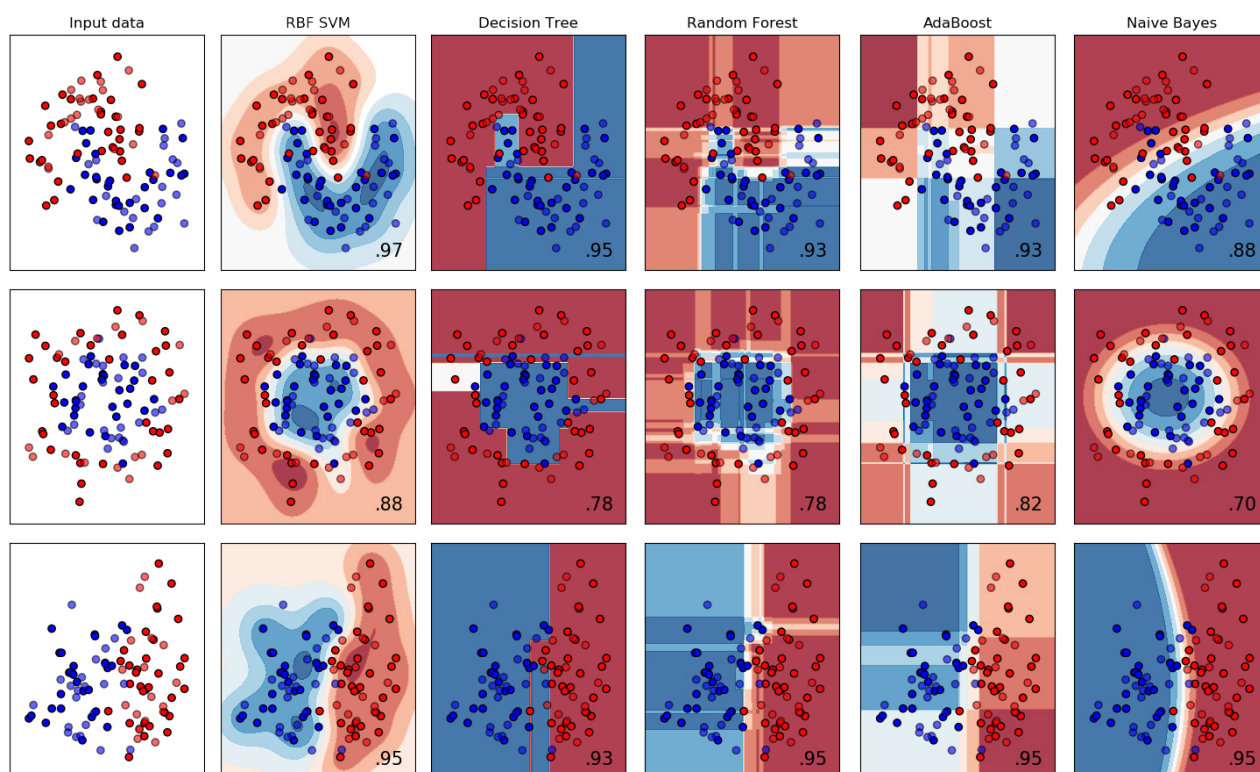 Input data RBF SVM Decision Tree Random Forest AdaBoost Naive Bayes
.97 .95 .93 .93 .88
.88 .78 .78 .82 .70
.95 .93 .95 .95 .95